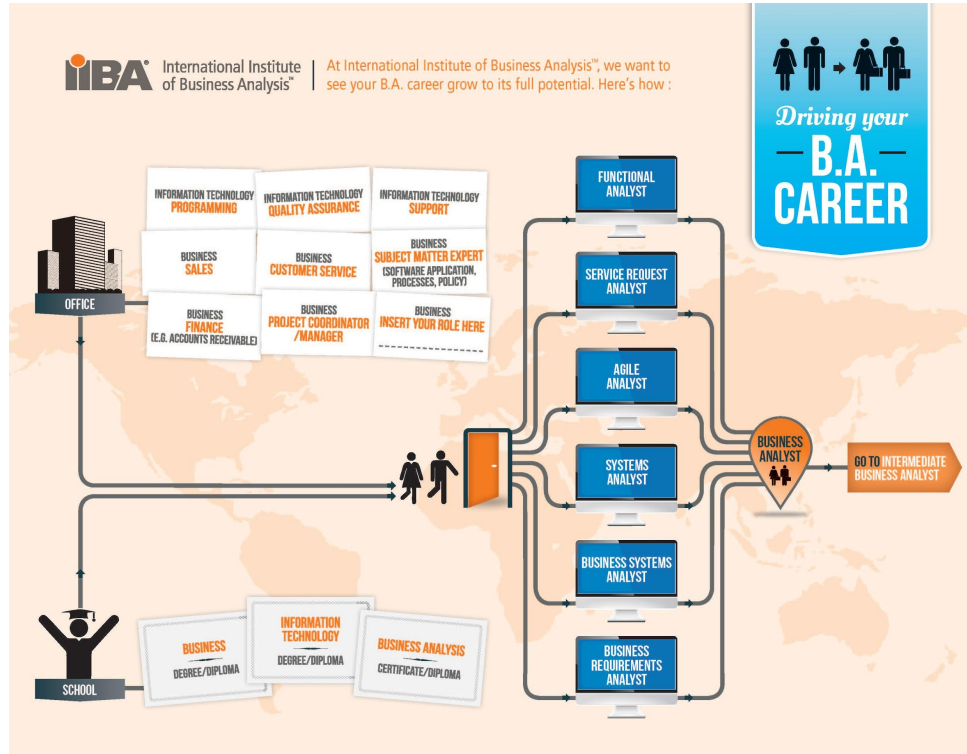 iiBA®
International Institute
of Business Analysis™
At International Institute of Business Analysis™, we want to
see your B.A. career grow to its full potential. Here's how :
Driving your
B.A.
CAREER
INFORMATION TECHNOLOGY
PROGRAMMING
INFORMATION TECHNOLOGY
QUALITY ASSURANCE
INFORMATION TECHNOLOGY
SUPPORT
BUSINESS
SALES
BUSINESS
CUSTOMER SERVICE
BUSINESS
SUBJECT MATTER EXPERT
(SOFTWARE APPLICATION,
PROCESSES, POLICY)
BUSINESS
FINANCE
(E.G. ACCOUNTS RECEIVABLE)
BUSINESS
PROJECT COORDINATOR
/MANAGER
BUSINESS
INSERT YOUR ROLE HERE
OFFICE
FUNCTIONAL
ANALYST
SERVICE REQUEST
ANALYST
AGILE
ANALYST
SYSTEMS
ANALYST
BUSINESS SYSTEMS
ANALYST
BUSINESS
REQUIREMENTS
ANALYST
BUSINESS
ANALYST
GO TO INTERMEDIATE
BUSINESS ANALYST
BUSINESS
DEGREE/DIPLOMA
INFORMATION
TECHNOLOGY
DEGREE/DIPLOMA
BUSINESS ANALYSIS
CERTIFICATE/DIPLOMA
SCHOOL